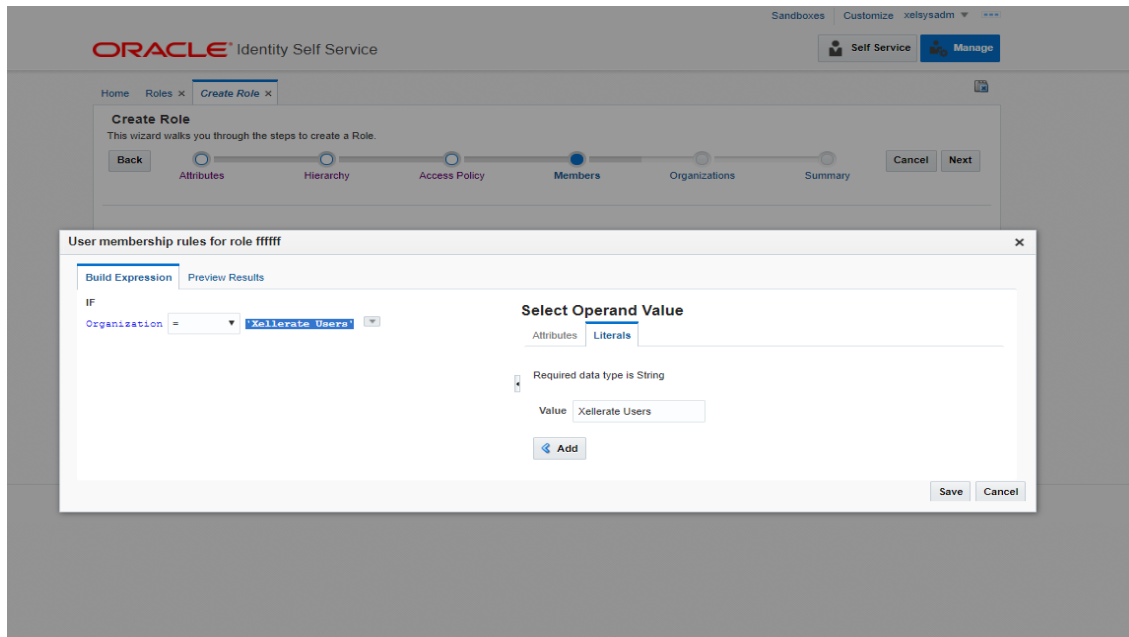 Sandboxes Customize xelsysadm
ORACLE® Identity Self Service
Self Service Manage
Home Roles × Create Role ×
Create Role
This wizard walks you through the steps to create a Role.
Back
Cancel Next
Attributes Hierarchy Access Policy Members Organizations Summary
User membership rules for role ffffff
Build Expression Preview Results
IF
Organization = 'Xellerate Users'
Select Operand Value
Attributes Literals
Required data type is String
Value Xellerate Users
Add
Save Cancel